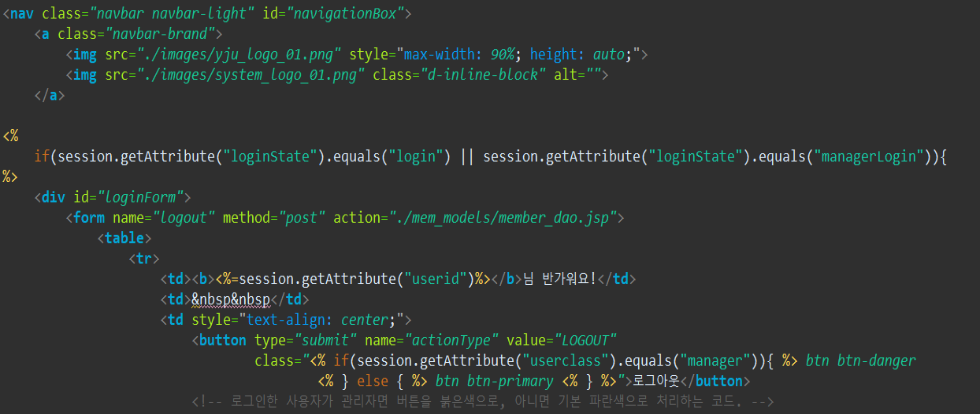 <nav class="navbar navbar-light" id="navigationBox">
<a class="navbar-brand">
<img src="./images/yju_logo_01.png" style="max-width: 90%; height: auto;">
<img src="./images/system_logo_01.png" class="d-inline-block" alt="">
</a>
<%
if(session.getAttribute("loginState").equals("login") || session.getAttribute("loginState").equals("managerLogin")){
%>
<div id="loginForm">
<form name="logout" method="post" action="./mem_models/member_dao.jsp">
<table>
<tr>
<td><b><%=session.getAttribute("userid")%></b>님 반가워요!</td>
<td>&nbsp&nbsp</td>
<td style="text-align: center;">
<button type="submit" name="actionType" value="LOGOUT"
class="<% if(session.getAttribute("userclass").equals("manager")){ %> btn btn-danger
<% } else { %> btn btn-primary <% } %>">로그아웃</button>
<!-- 로그인한 사용자가 관리자면 버튼을 붉은색으로, 아니면 기본 파란색으로 처리하는 코드. -->